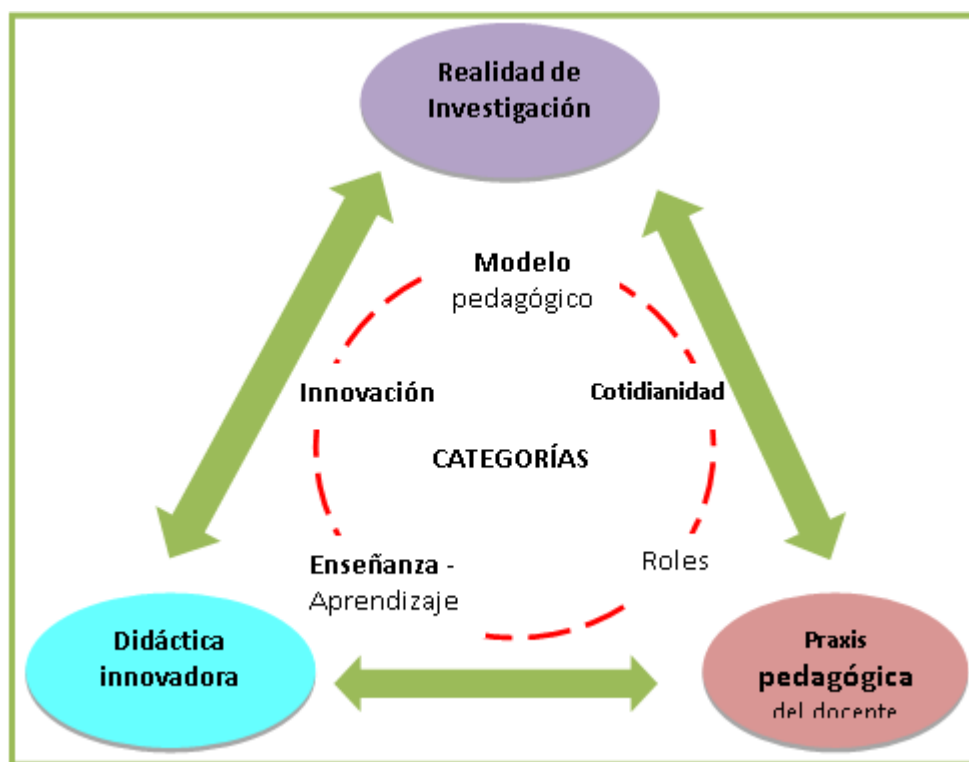 Realidad de
Investigación
Modelo
pedagógico
Innovación
Cotidianidad
CATEGORÍAS
Enseñanza -
Aprendizaje
Roles
Didáctica
innovadora
Praxis
pedagógica
del docente